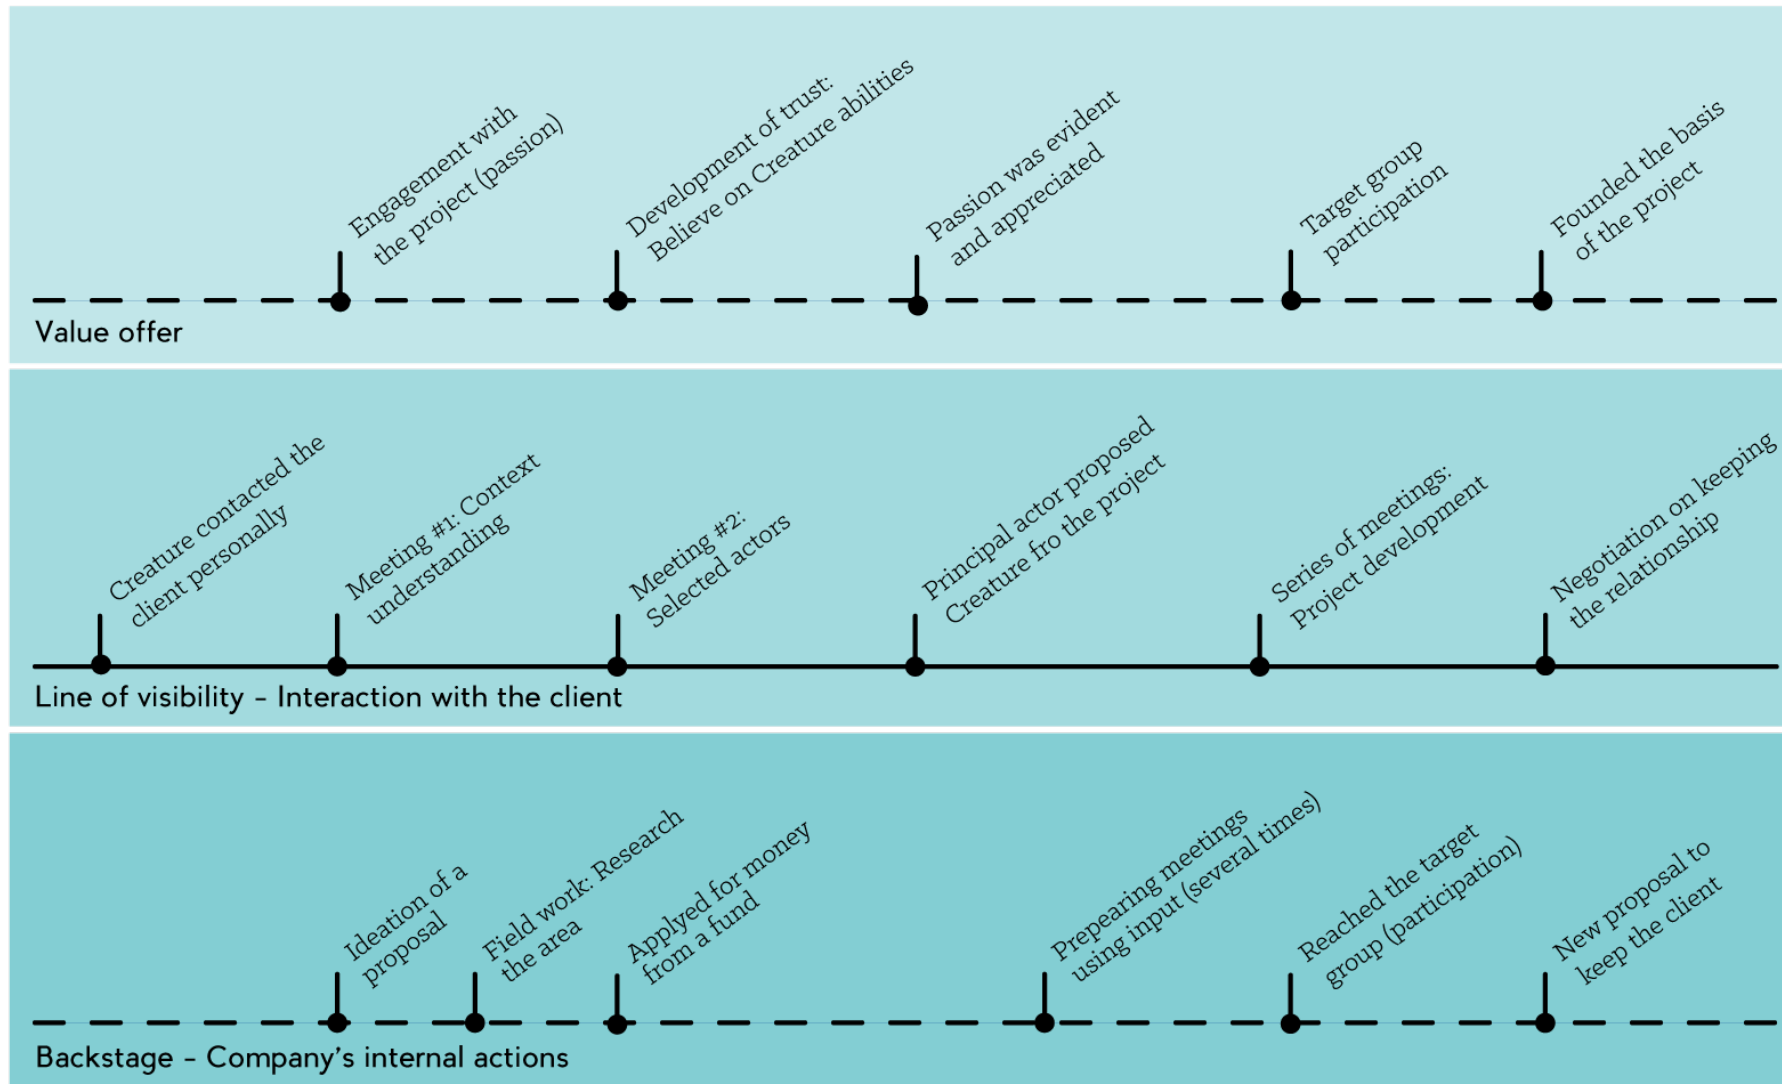 Engagement with
the project (passion)
Development of trust:
Believe on Creature abilities
Passion was evident
and appreciated
Target group
participation
Founded the basis
of the project
Value offer
Creature contacted the
client personally
Meeting #1: Context
understanding
Meeting #2:
Selected actors
Principal actor proposed
Creature fro the project
Series of meetings:
Project development
Negotiation on keeping
the relationship
Line of visibility - Interaction with the client
Ideation of a
proposal
Field work: Research
the area
Applyed for money
from a fund
Prepearing meetings
using input (several times)
Reached the target
group (participation)
New proposal to
keep the client
Backstage - Company's internal actions